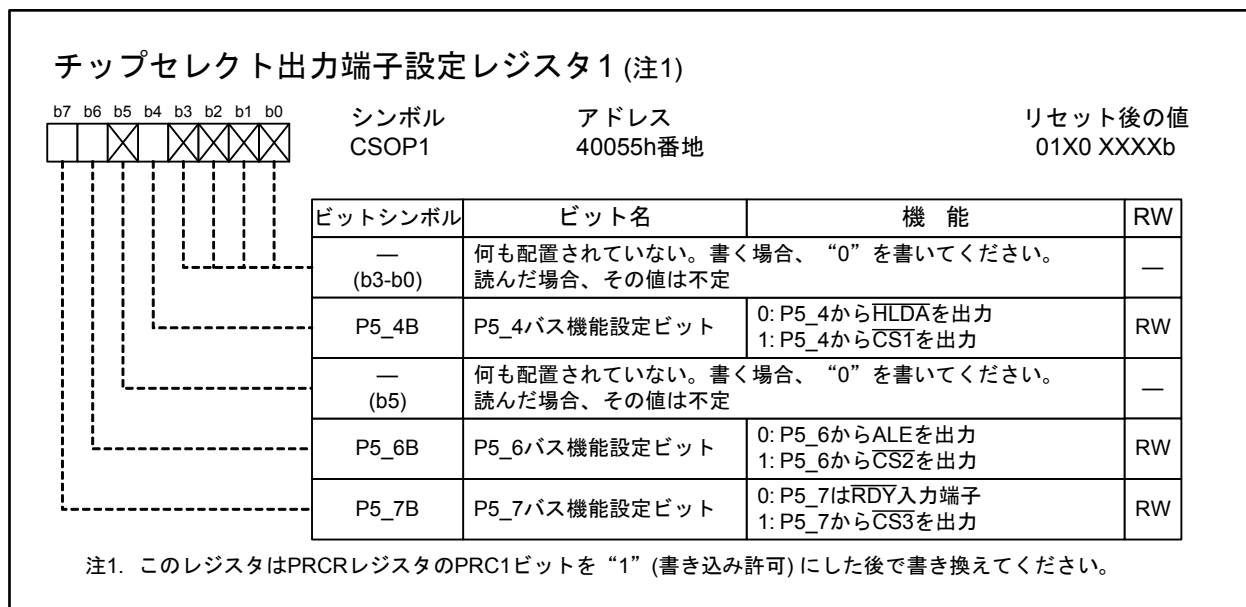 チップセレクト出力端子設定レジスタ1 (注1)
b7 b6 b5 b4 b3 b2 b1 b0
シンボル アドレス リセット後の値
CSOP1 40055h番地 01X0 XXXXb
ビットシンボル ビット名 機 能 RW
— (b3-b0) 何も配置されていない。書く場合、“0”を書いてください。
読んだ場合、その値は不定 —
P5_4B P5_4バス機能設定ビット 0: P5_4からHLDAを出力
1: P5_4からCS1を出力 RW
— (b5) 何も配置されていない。書く場合、“0”を書いてください。
読んだ場合、その値は不定 —
P5_6B P5_6バス機能設定ビット 0: P5_6からALEを出力
1: P5_6からCS2を出力 RW
P5_7B P5_7バス機能設定ビット 0: P5_7はRDY入力端子
1: P5_7からCS3を出力 RW
注1. このレジスタはPRCRレジスタのPRC1ビットを“1”(書き込み許可) にした後で書き換えてください。